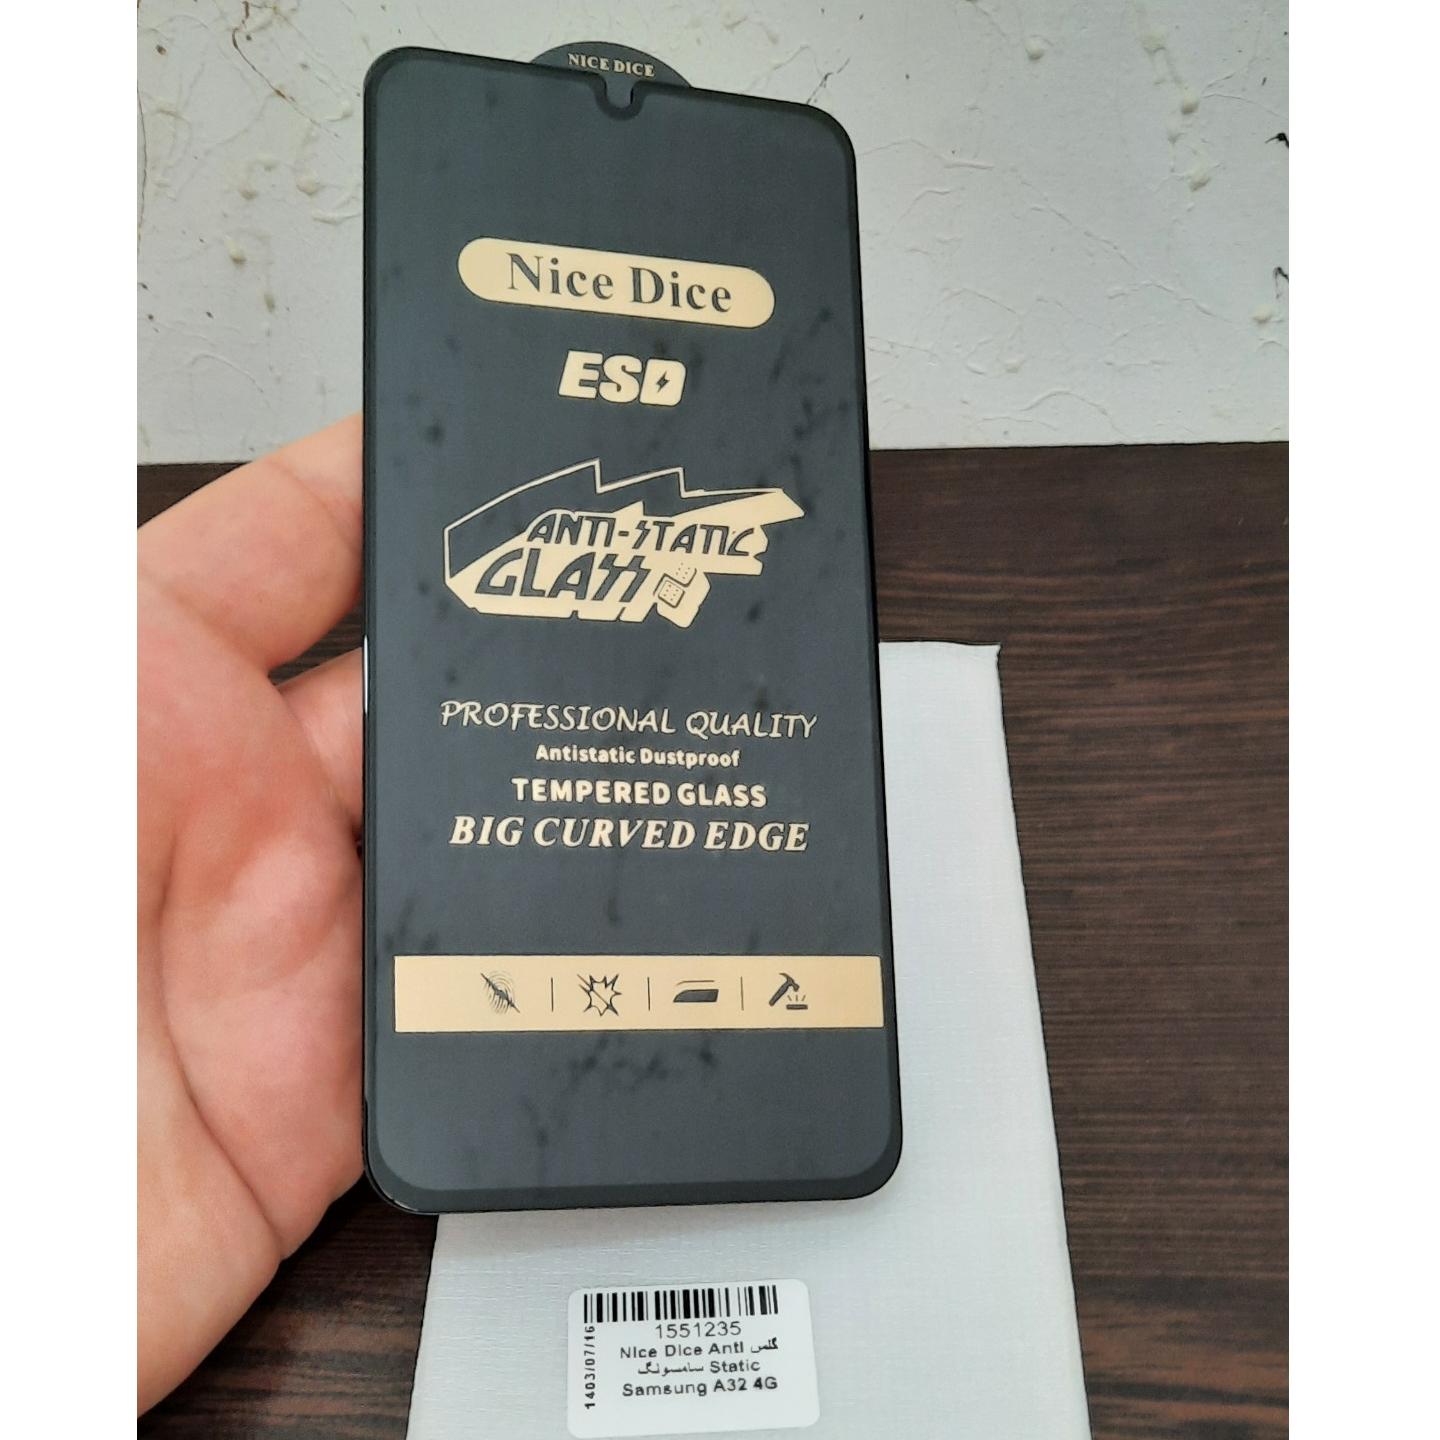 NICE DICE
Nice Dice
ESD
ANTI-STATIC
GLASS
PROFESSIONAL QUALITY
Antistatic Dustproof
TEMPERED GLASS
BIG CURVED EDGE
1403/07/16
1551235
Nice Dice Anti گلس
سامسونگ Static
Samsung A32 4G